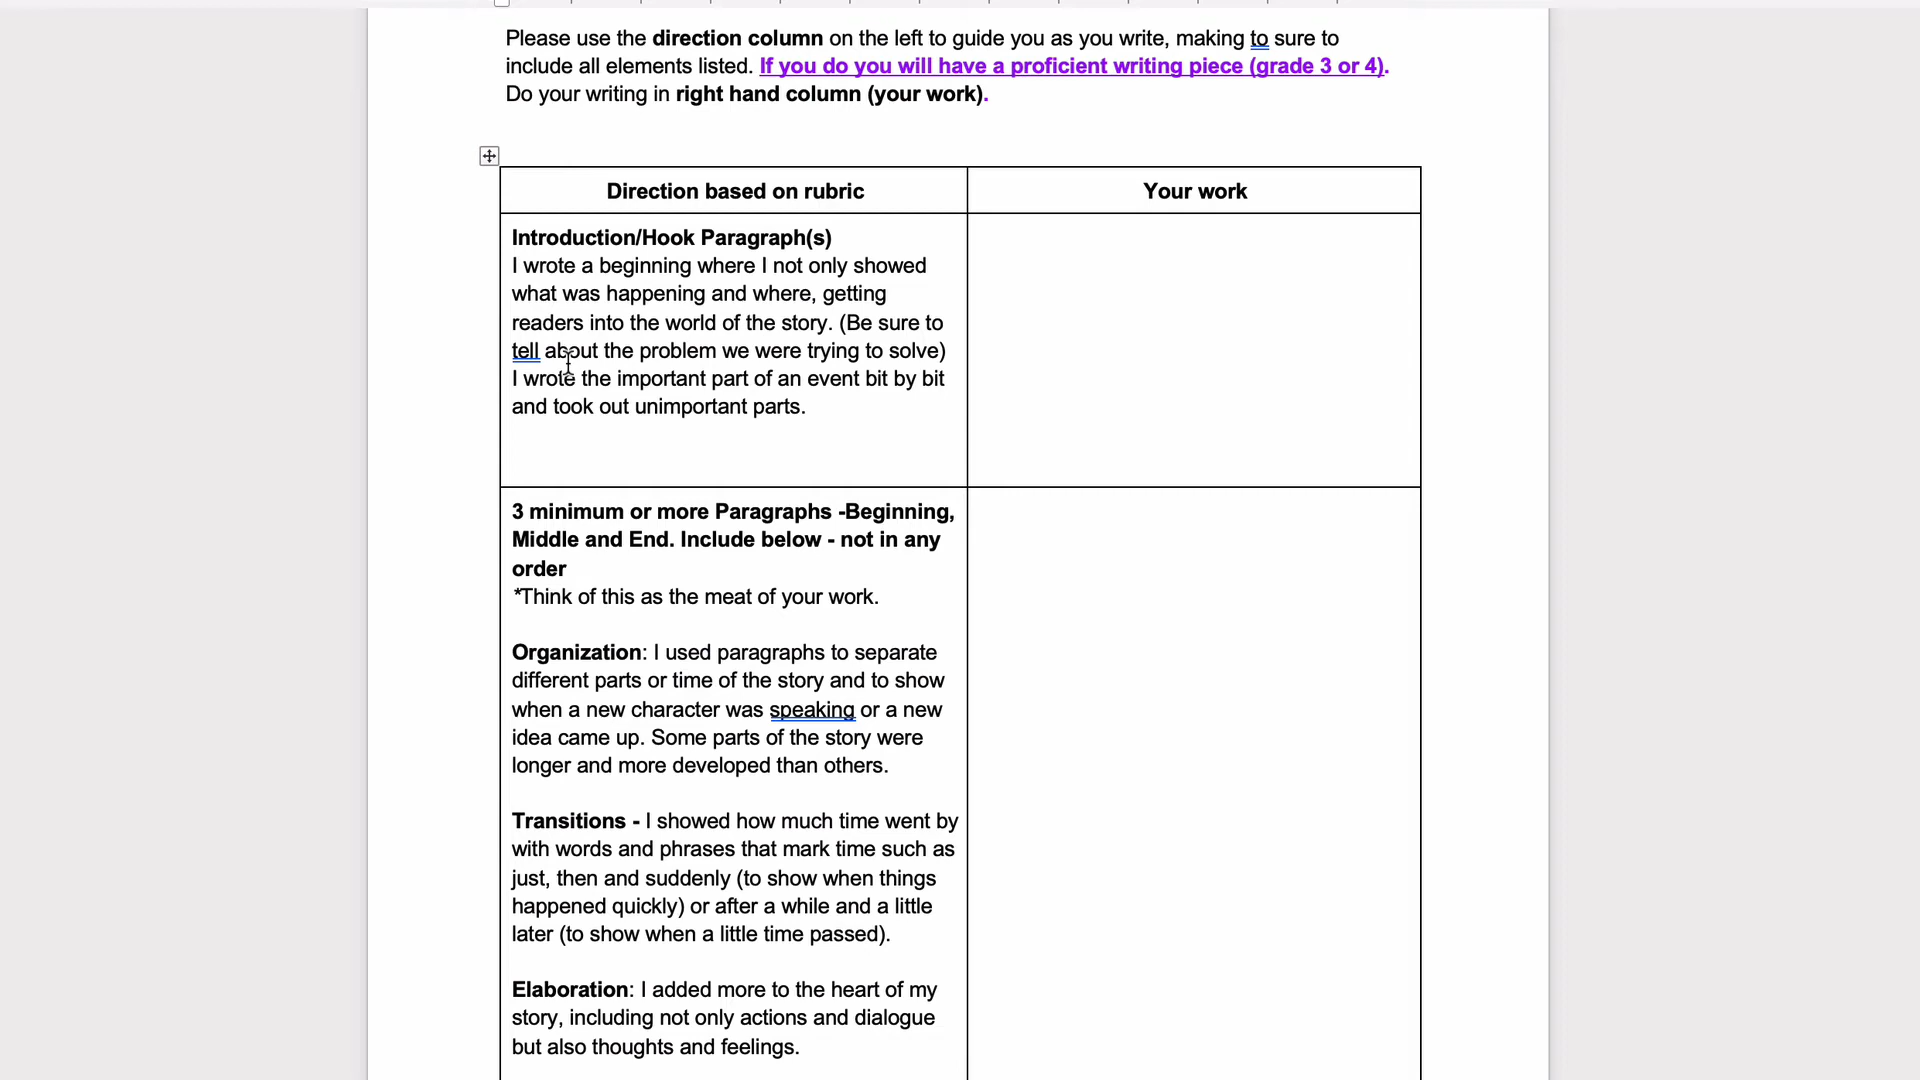 Please use the direction column on the left to guide you as you write, making to sure to
include all elements listed. If you do you will have a proficient writing piece (grade 3 or 4).
Do your writing in right hand column (your work).
Direction based on rubric
Your work
Introduction/Hook Paragraph(s)
I wrote a beginning where I not only showed
what was happening and where, getting
readers into the world of the story. (Be sure to
tell about the problem we were trying to solve)
I wrote the important part of an event bit by bit
and took out unimportant parts.
3 minimum or more Paragraphs -Beginning,
Middle and End. Include below - not in any
order
*Think of this as the meat of your work.
Organization: I used paragraphs to separate
different parts or time of the story and to show
when a new character was speaking or a new
idea came up. Some parts of the story were
longer and more developed than others.
Transitions - I showed how much time went by
with words and phrases that mark time such as
just, then and suddenly (to show when things
happened quickly) or after a while and a little
later (to show when a little time passed).
Elaboration: I added more to the heart of my
story, including not only actions and dialogue
but also thoughts and feelings.